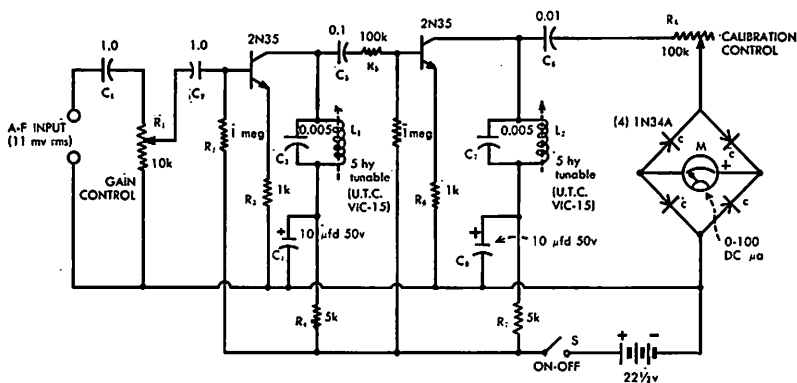 A-F INPUT
(11 mv rms)
1.0
C₁
R₁
10k
GAIN
CONTROL
1.0
C₂
2N35
R₂
1 meg
1k
R₃
0.005
C₃
L₁
5 hy
tunable
(U.T.C.
VIC-15)
+
10 µfd 50v
C₄
R₄
5k
0.1
C₅
100k
R₅
2N35
1 meg
1k
R₆
0.005
C₇
L₂
5 hy
tunable
(U.T.C.
VIC-15)
+
10 µfd 50v
C₈
R₇
5k
0.01
C₆
100k
CALIBRATION
CONTROL
(4) 1N34A
C
C
C
C
M
+
0-100
DC µa
S
ON-OFF
+
−
22½v